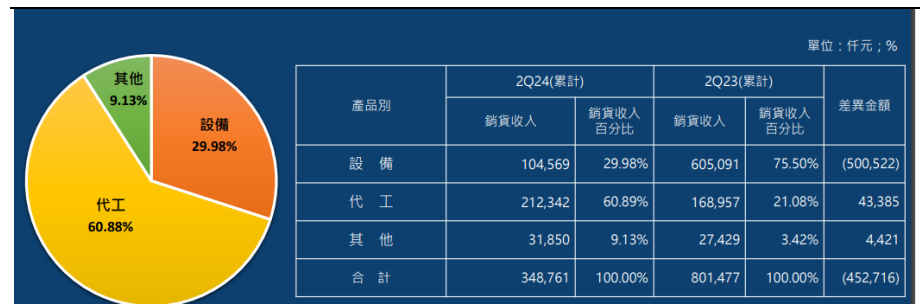 單位：仟元；%
其他
9.13%
設備
29.98%
代工
60.88%
產品別 2Q24(累計) 2Q23(累計) 差異金額
銷貨收入 銷貨收入百分比 銷貨收入 銷貨收入百分比
設 備 104,569 29.98% 605,091 75.50% (500,522)
代 工 212,342 60.89% 168,957 21.08% 43,385
其 他 31,850 9.13% 27,429 3.42% 4,421
合 計 348,761 100.00% 801,477 100.00% (452,716)